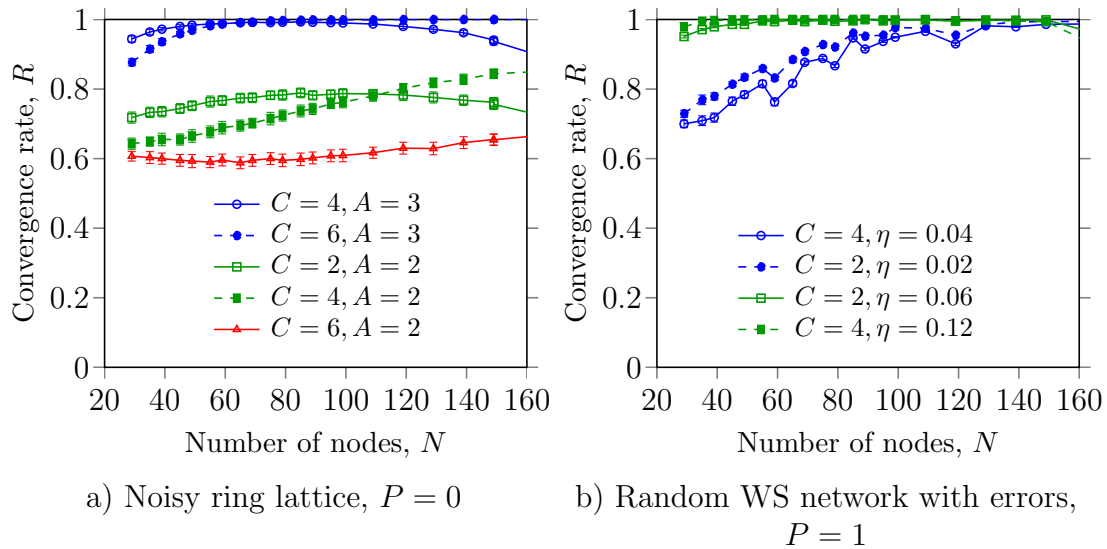 Convergence rate, R
1
0.8
0.6
0.4
0.2
0
C = 4, A = 3
C = 6, A = 3
C = 2, A = 2
C = 4, A = 2
C = 6, A = 2
20 40 60 80 100 120 140 160
Number of nodes, N
a) Noisy ring lattice, P = 0
Convergence rate, R
1
0.8
0.6
0.4
0.2
0
C = 4, η = 0.04
C = 2, η = 0.02
C = 2, η = 0.06
C = 4, η = 0.12
20 40 60 80 100 120 140 160
Number of nodes, N
b) Random WS network with errors,
P = 1